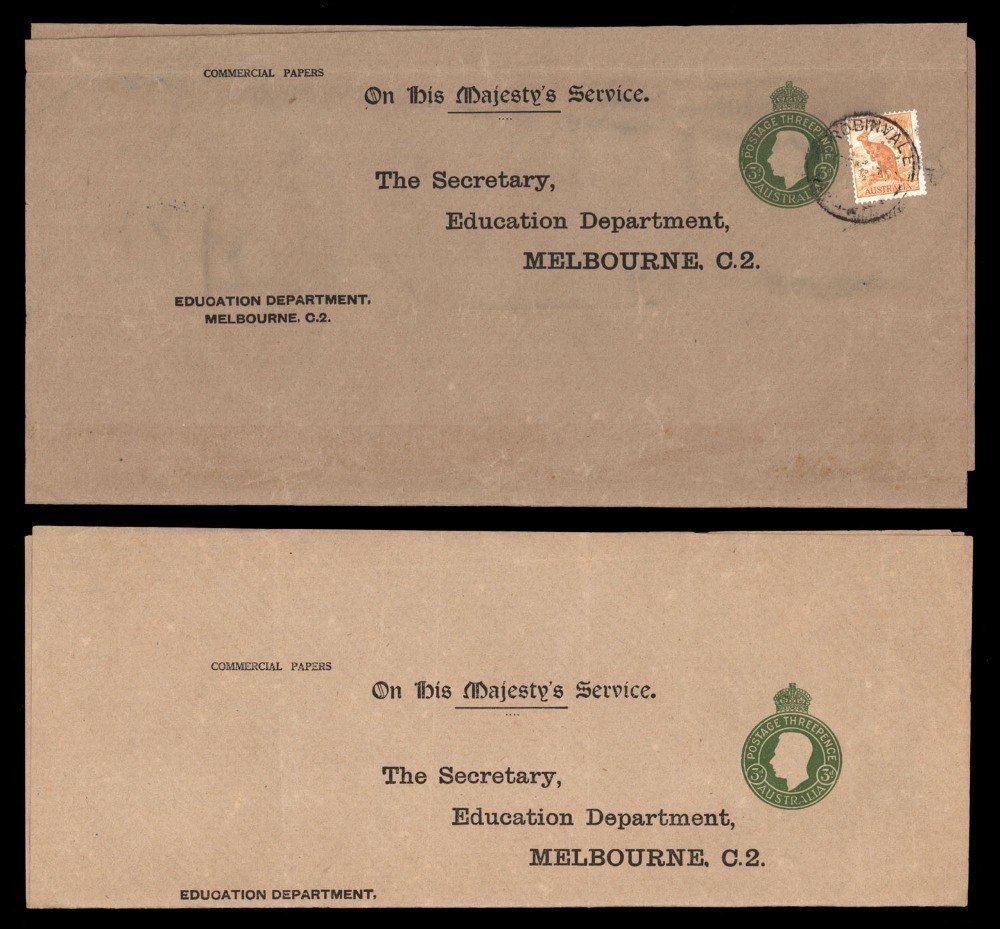 COMMERCIAL PAPERS
On His Majesty's Service.
POSTAGE THREEPENCE
3D
AUSTRALIA
ROBINVALE
AUSTRALIA
The Secretary,
Education Department,
MELBOURNE, C.2.
EDUCATION DEPARTMENT,
MELBOURNE, C.2.
COMMERCIAL PAPERS
On His Majesty's Service.
POSTAGE THREEPENCE
3D 3D
AUSTRALIA
The Secretary,
Education Department,
MELBOURNE, C.2.
EDUCATION DEPARTMENT,